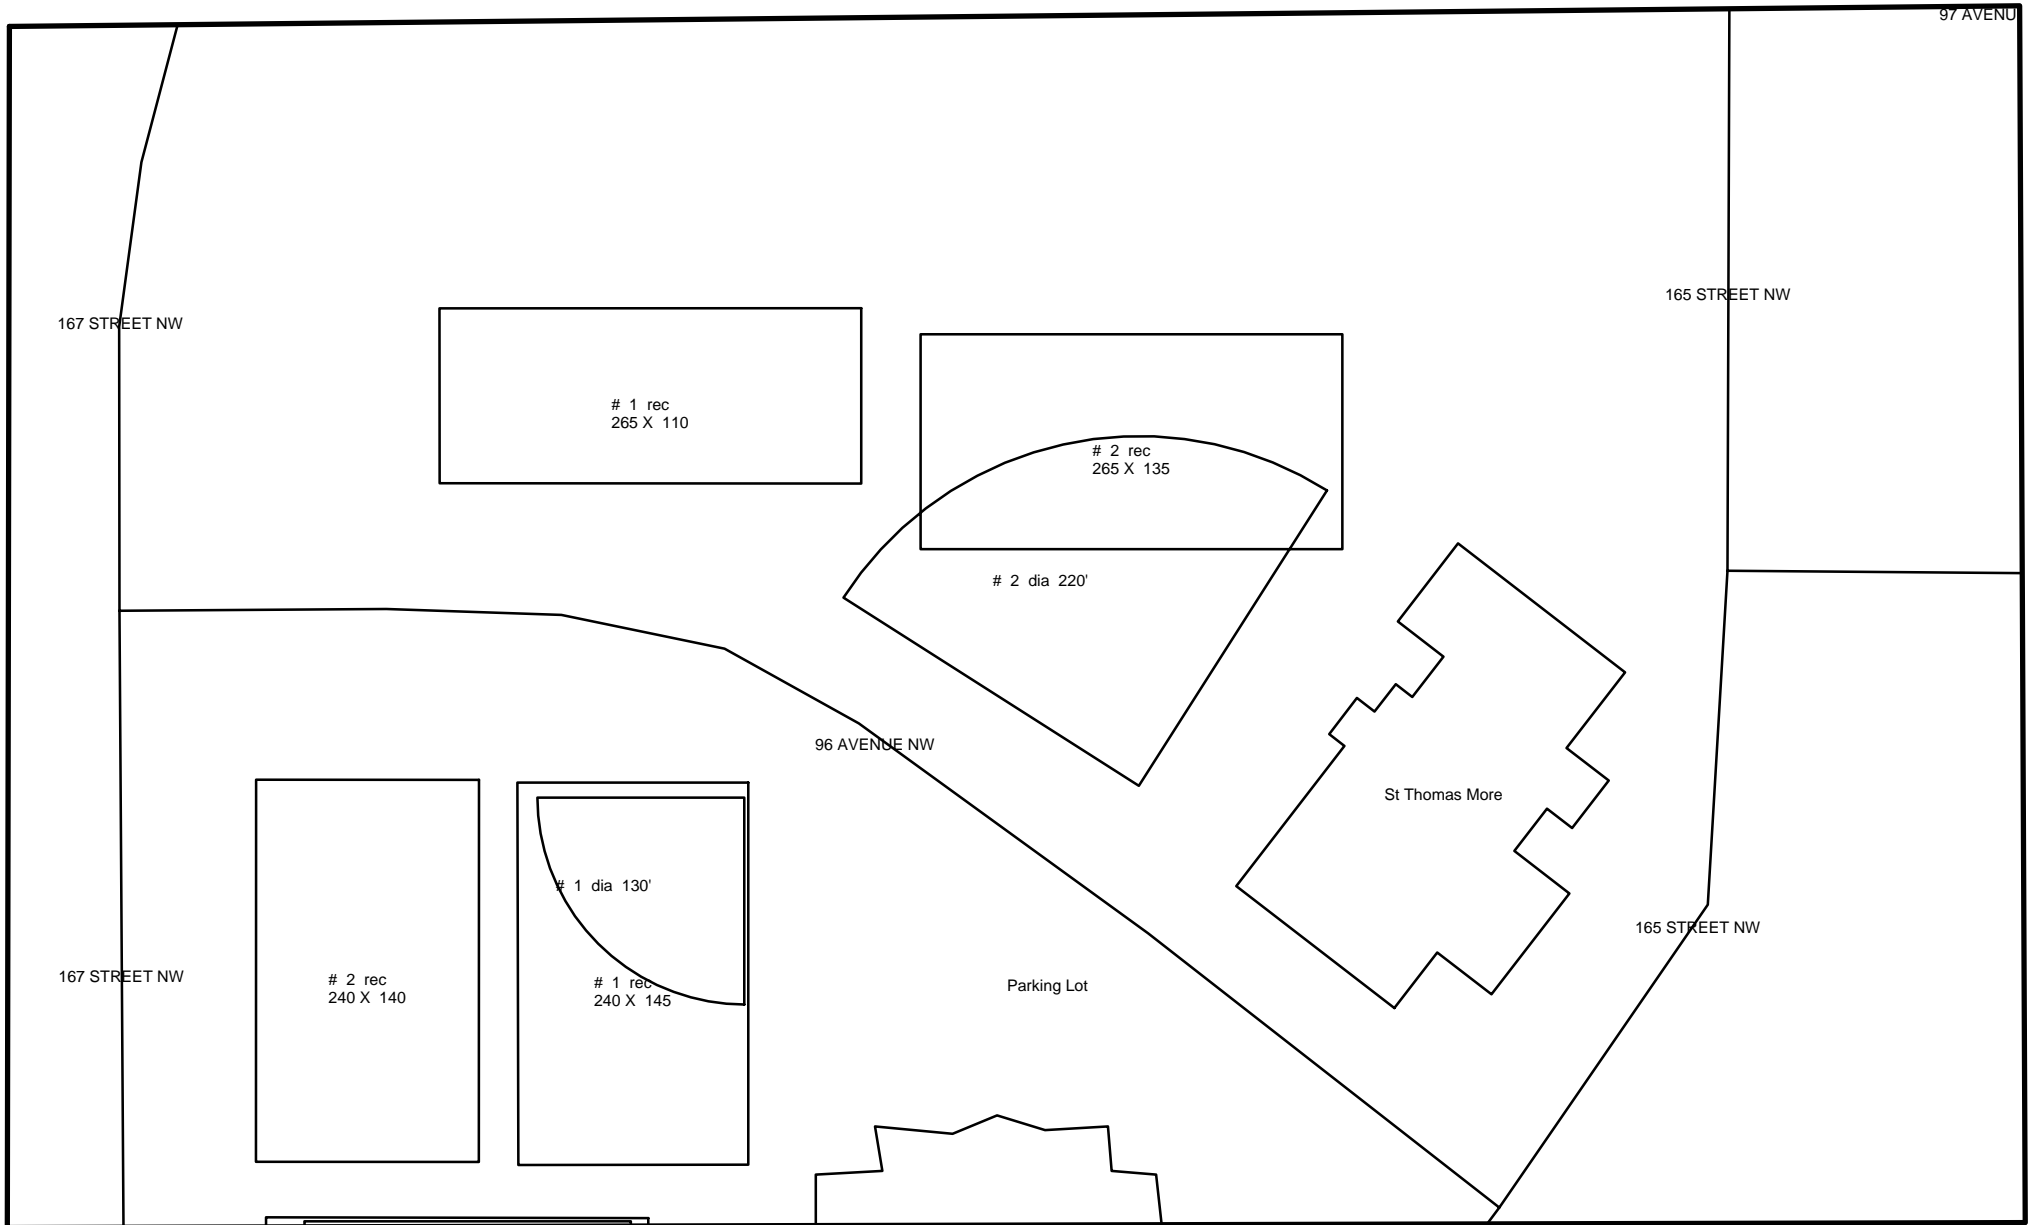 97 AVENU
165 STREET NW
167 STREET NW
# 1 rec
265 X 110
# 2 rec
265 X 135
# 2 dia 220'
96 AVENUE NW
St Thomas More
# 1 dia 130'
165 STREET NW
167 STREET NW
# 2 rec
240 X 140
# 1 rec
240 X 145
Parking Lot